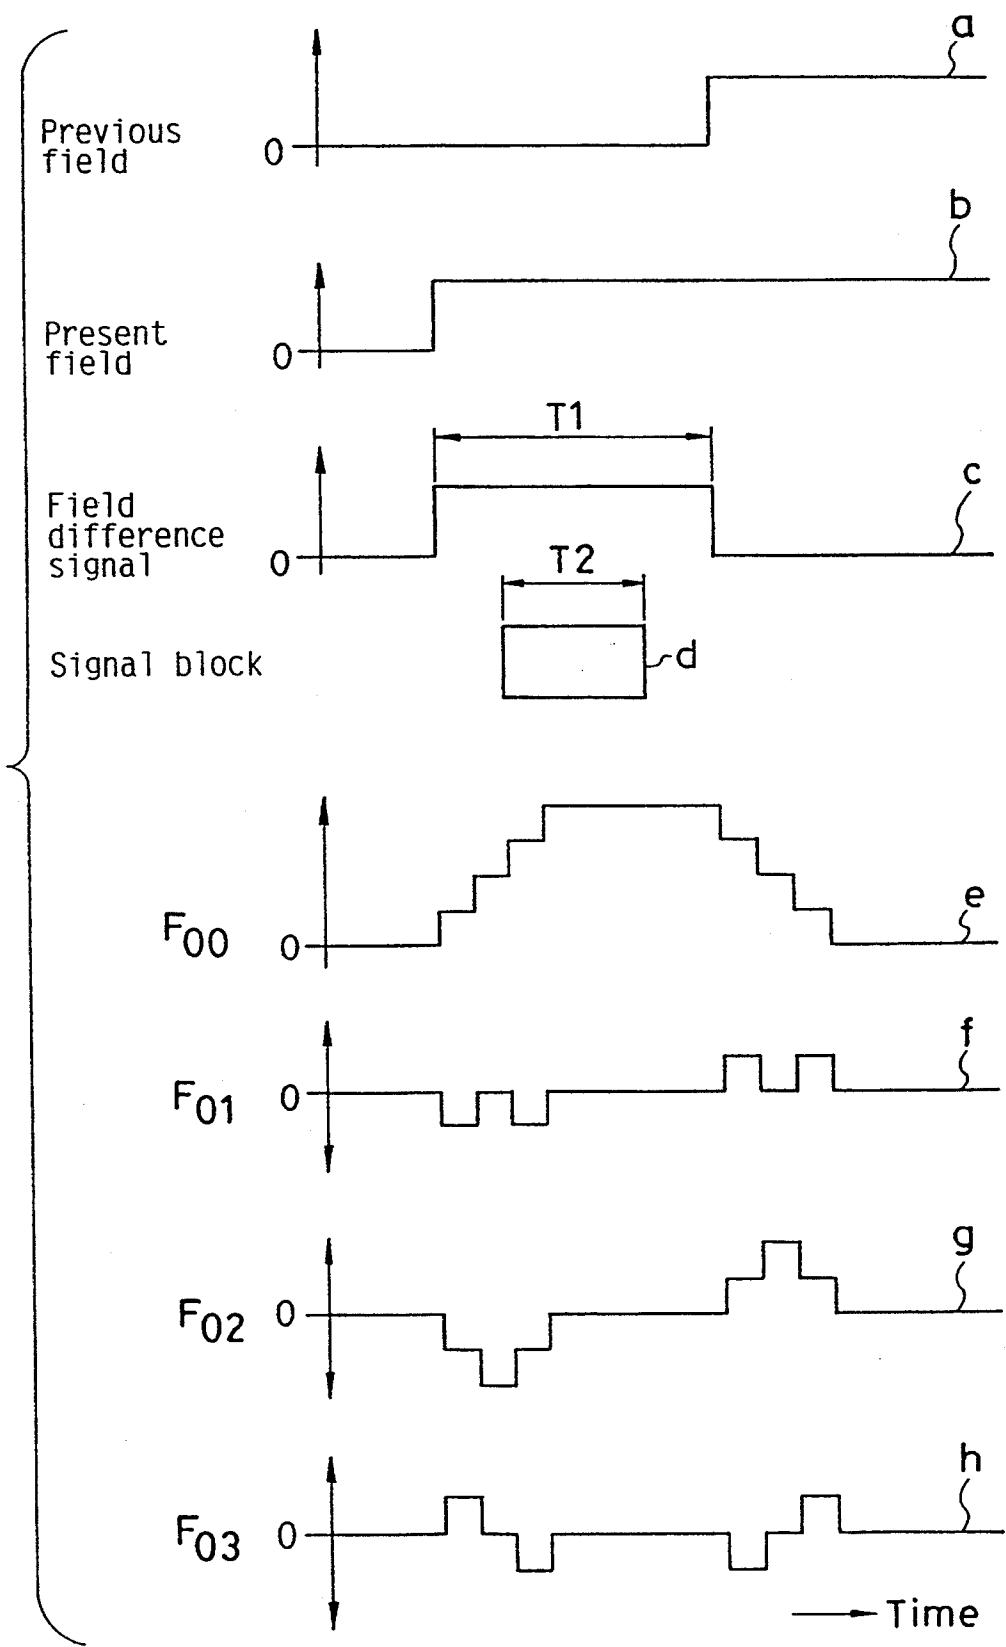 a
Previous
field
0
b
Present
field
0
T1
c
Field
difference
signal
0
T2
Signal block
d
F00
0
e
F01
0
f
g
F02
0
h
F03
0
Time